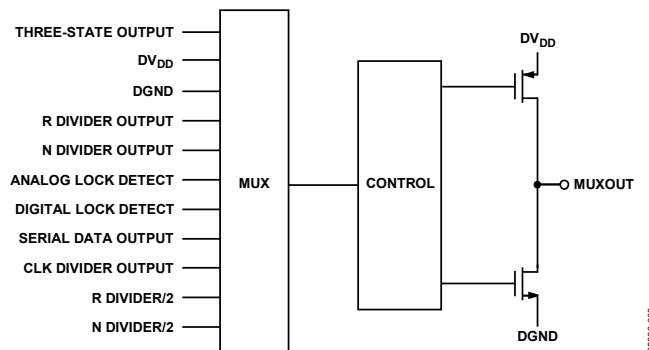 THREE-STATE OUTPUT
DVDD
DGND
R DIVIDER OUTPUT
N DIVIDER OUTPUT
ANALOG LOCK DETECT
DIGITAL LOCK DETECT
SERIAL DATA OUTPUT
CLK DIVIDER OUTPUT
R DIVIDER/2
N DIVIDER/2
MUX
CONTROL
DVDD
MUXOUT
DGND